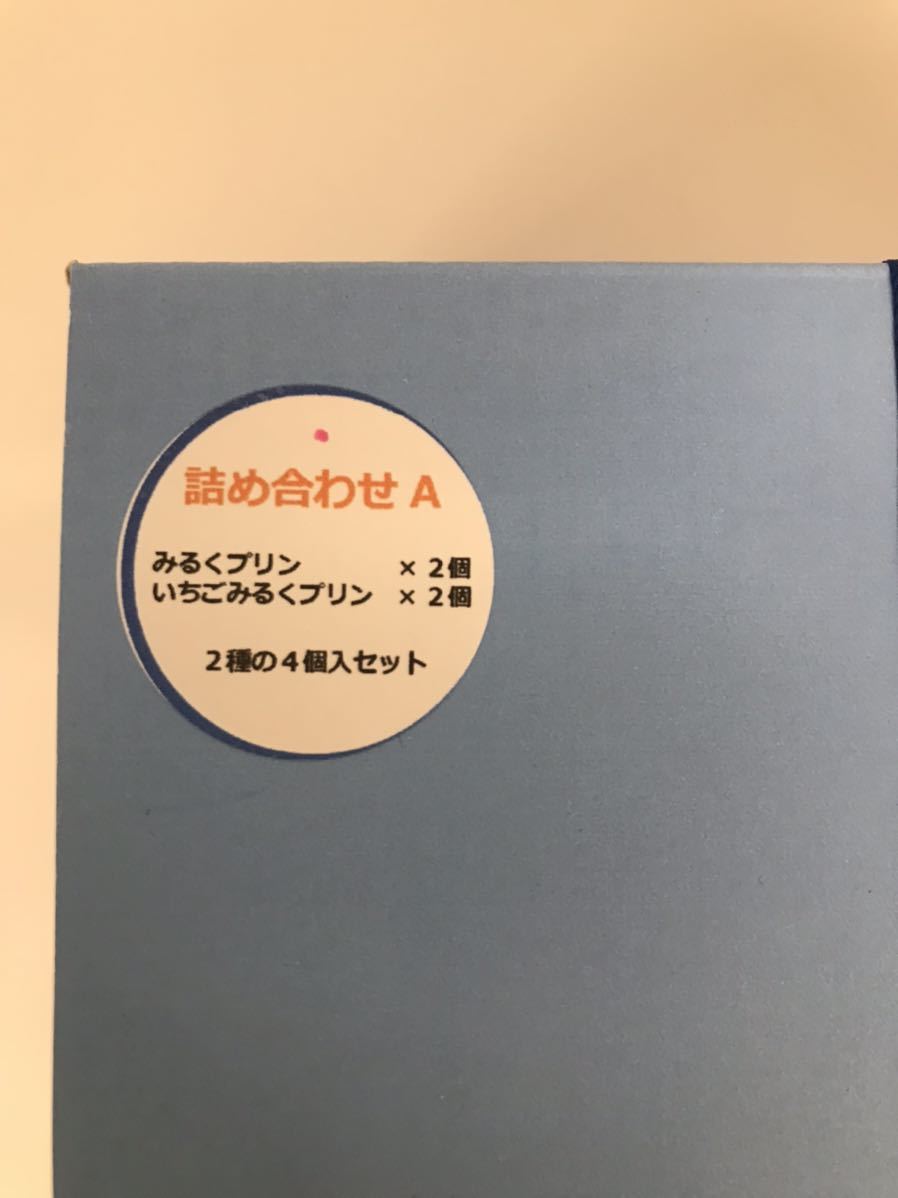 詰め合わせ A
みるくプリン × 2個
いちごみるくプリン × 2個
2種の4個入セット